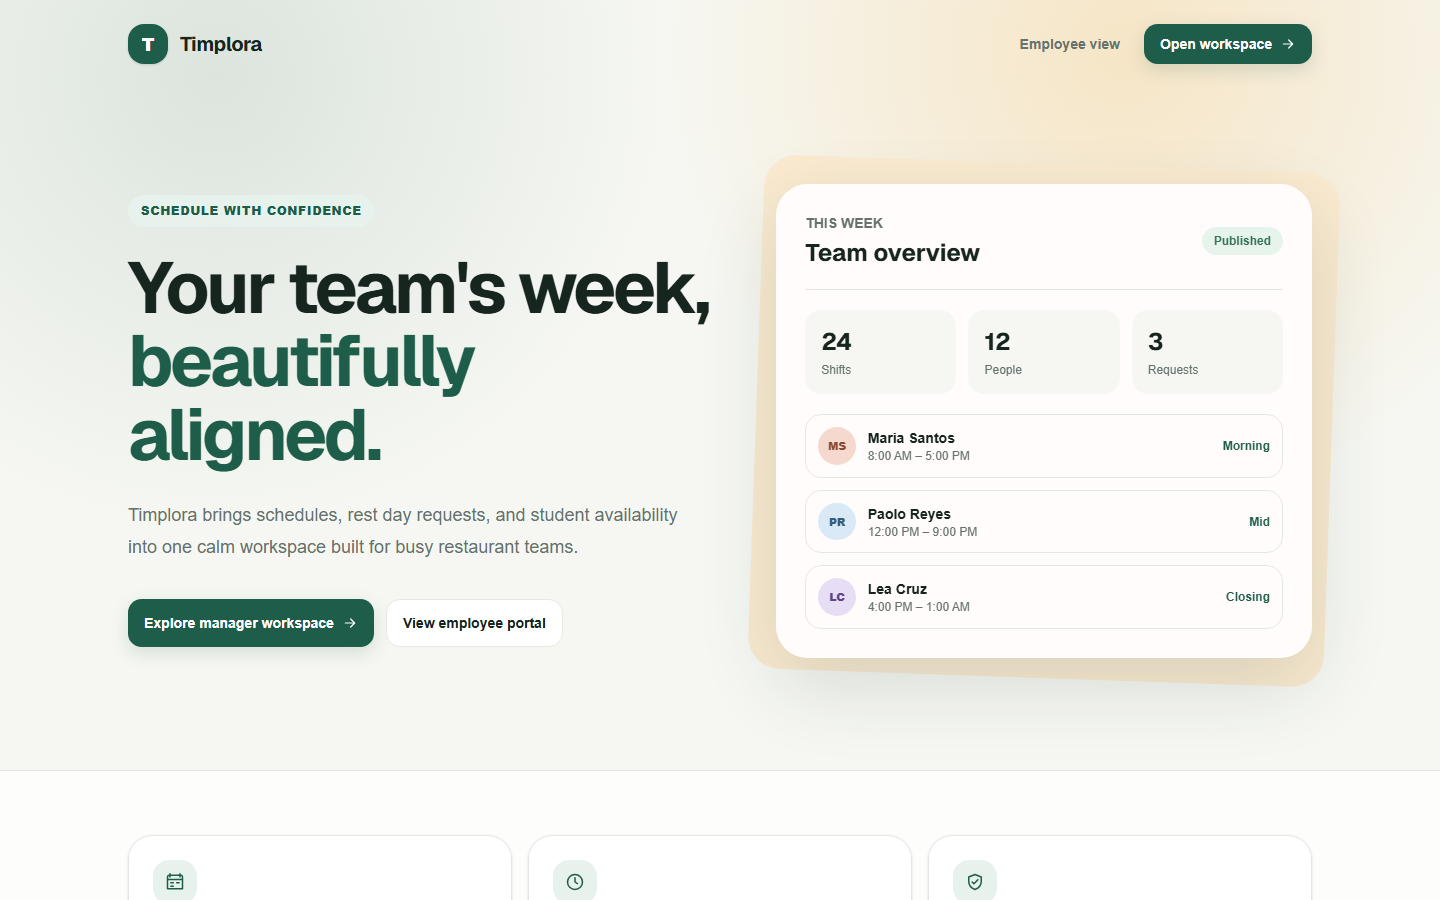 T
Timplora
Employee view
Open workspace →
SCHEDULE WITH CONFIDENCE
Your team's week,
beautifully
aligned.
Timplora brings schedules, rest day requests, and student availability
into one calm workspace built for busy restaurant teams.
Explore manager workspace →
View employee portal
THIS WEEK
Team overview
Published
24
Shifts
12
People
3
Requests
MS
Maria Santos
8:00 AM – 5:00 PM
Morning
PR
Paolo Reyes
12:00 PM – 9:00 PM
Mid
LC
Lea Cruz
4:00 PM – 1:00 AM
Closing